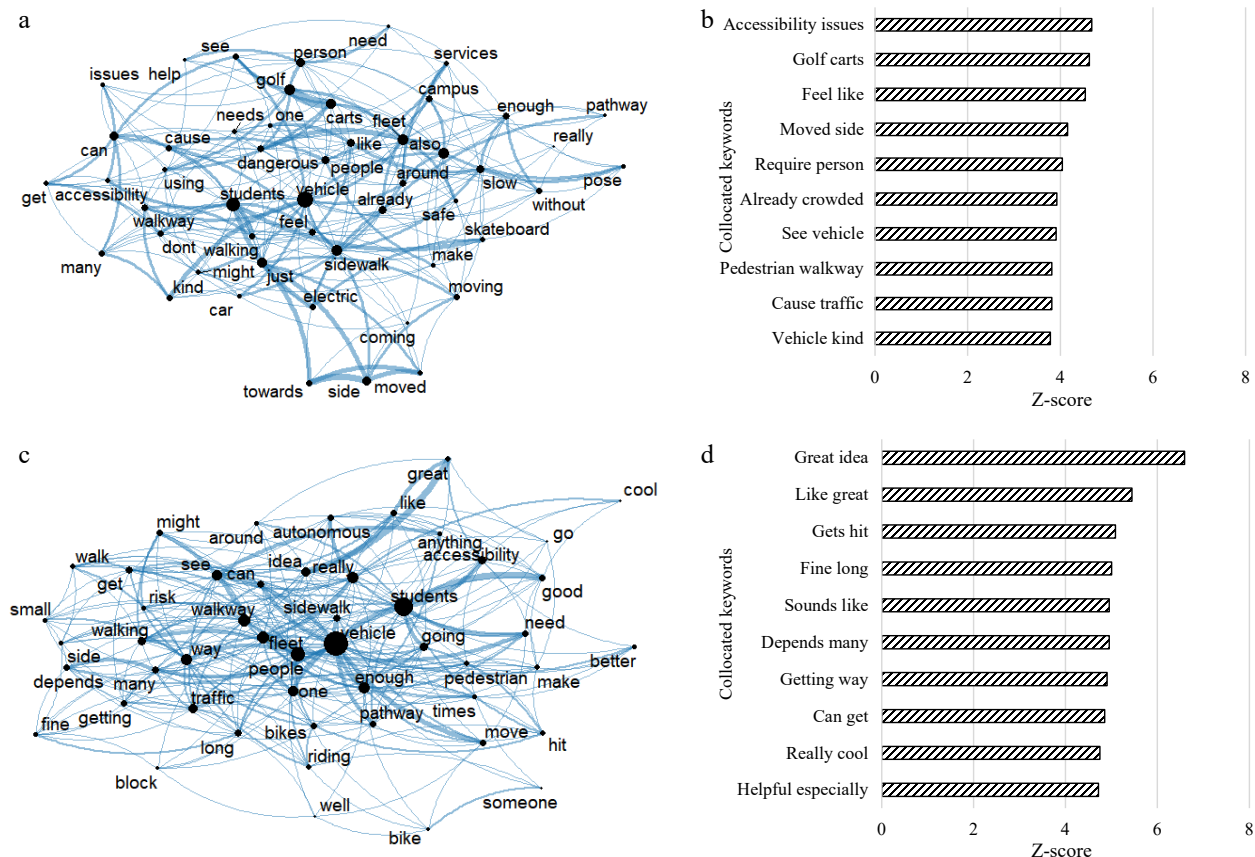 a
see
need
person
services
issues
help
golf
campus
enough
pathway
needs
one
carts
fleet
really
can
cause
like
also
dangerous
people
around
slow
pose
using
get
accessibility
students
vehicle
already
without
walkway
feel
safe
skateboard
dont
walking
sidewalk
make
many
might
just
kind
electric
moving
car
coming
towards
side
moved
b
Accessibility issues
Golf carts
Feel like
Moved side
Require person
Already crowded
See vehicle
Pedestrian walkway
Cause traffic
Vehicle kind
Collocated keywords
0 2 4 6 8
Z-score
c
great
cool
like
might
around
autonomous
anything
go
walk
accessibility
see
idea
really
can
get
students
good
risk
small
walkway
sidewalk
walking
vehicle
going
need
fleet
side
way
people
better
depends
many
enough
pedestrian
make
traffic
one
getting
pathway
times
fine
long
bikes
move
hit
riding
block
well
someone
bike
d
Great idea
Like great
Gets hit
Fine long
Sounds like
Depends many
Getting way
Can get
Really cool
Helpful especially
Collocated keywords
0 2 4 6 8
Z-score